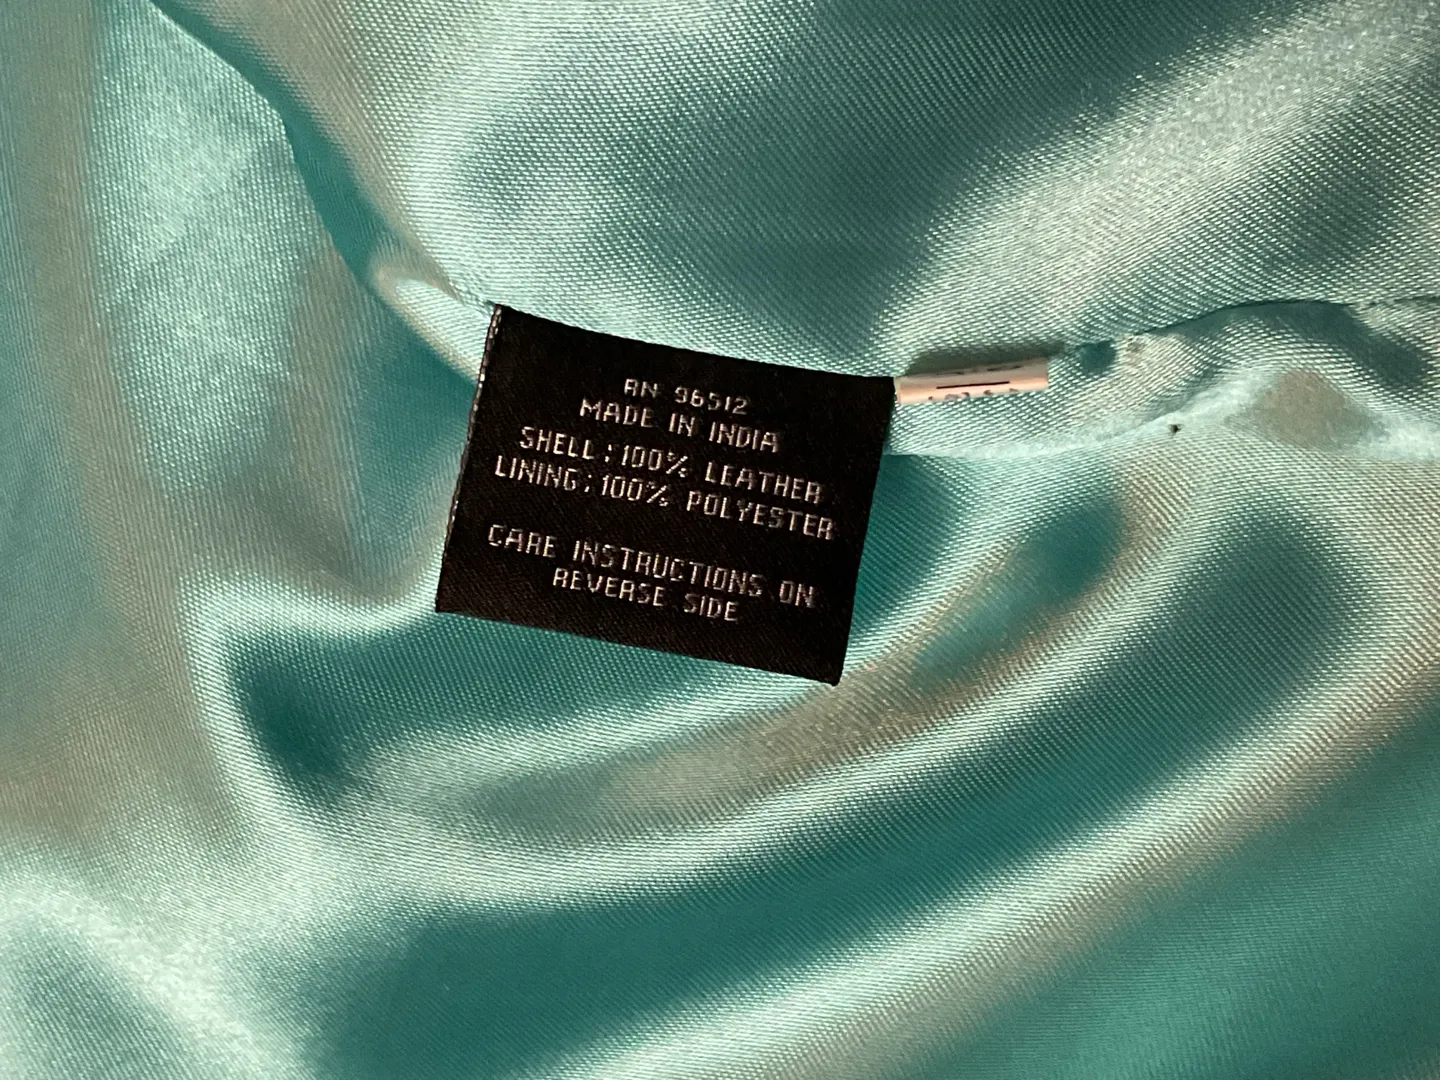 RN 96512
MADE IN INDIA
SHELL : 100% LEATHER
LINING : 100% POLYESTER
CARE INSTRUCTIONS ON
REVERSE SIDE